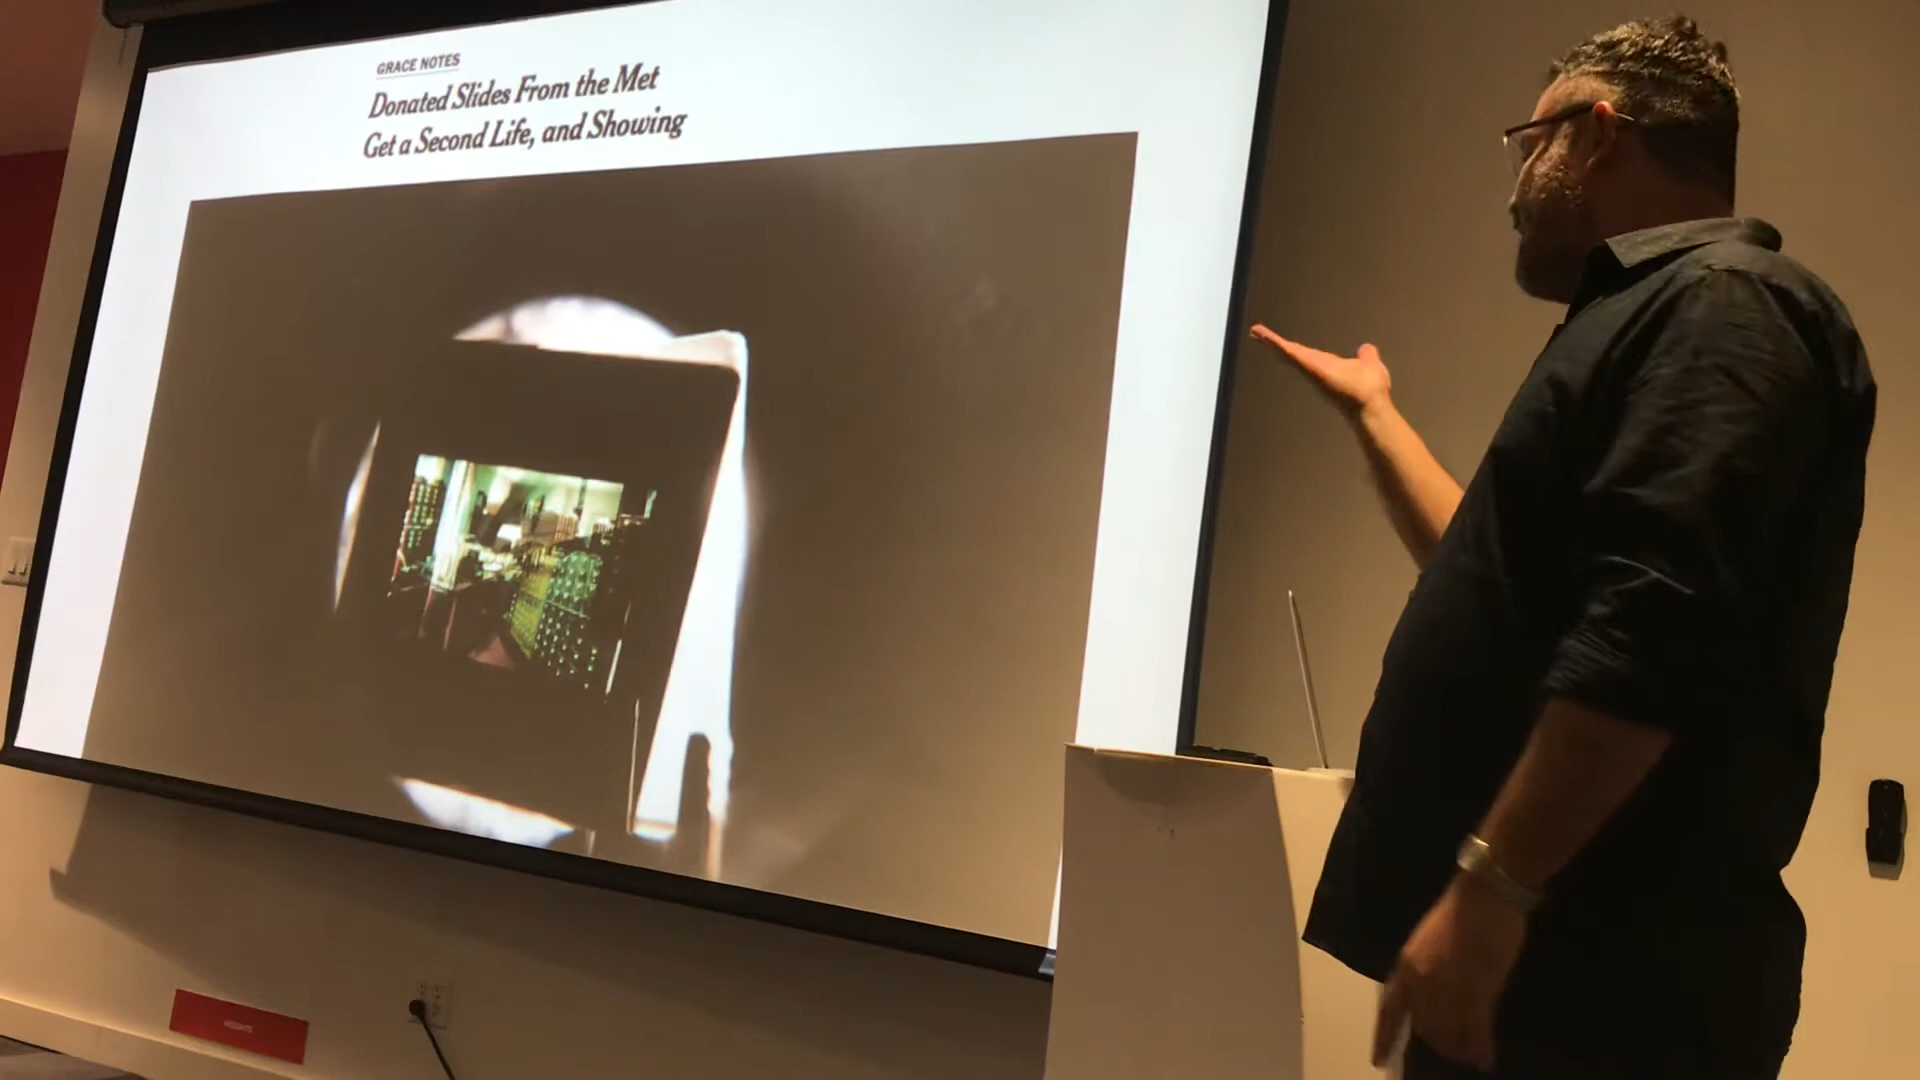 GRACE NOTES
Donated Slides From the Met
Get a Second Life, and Showing